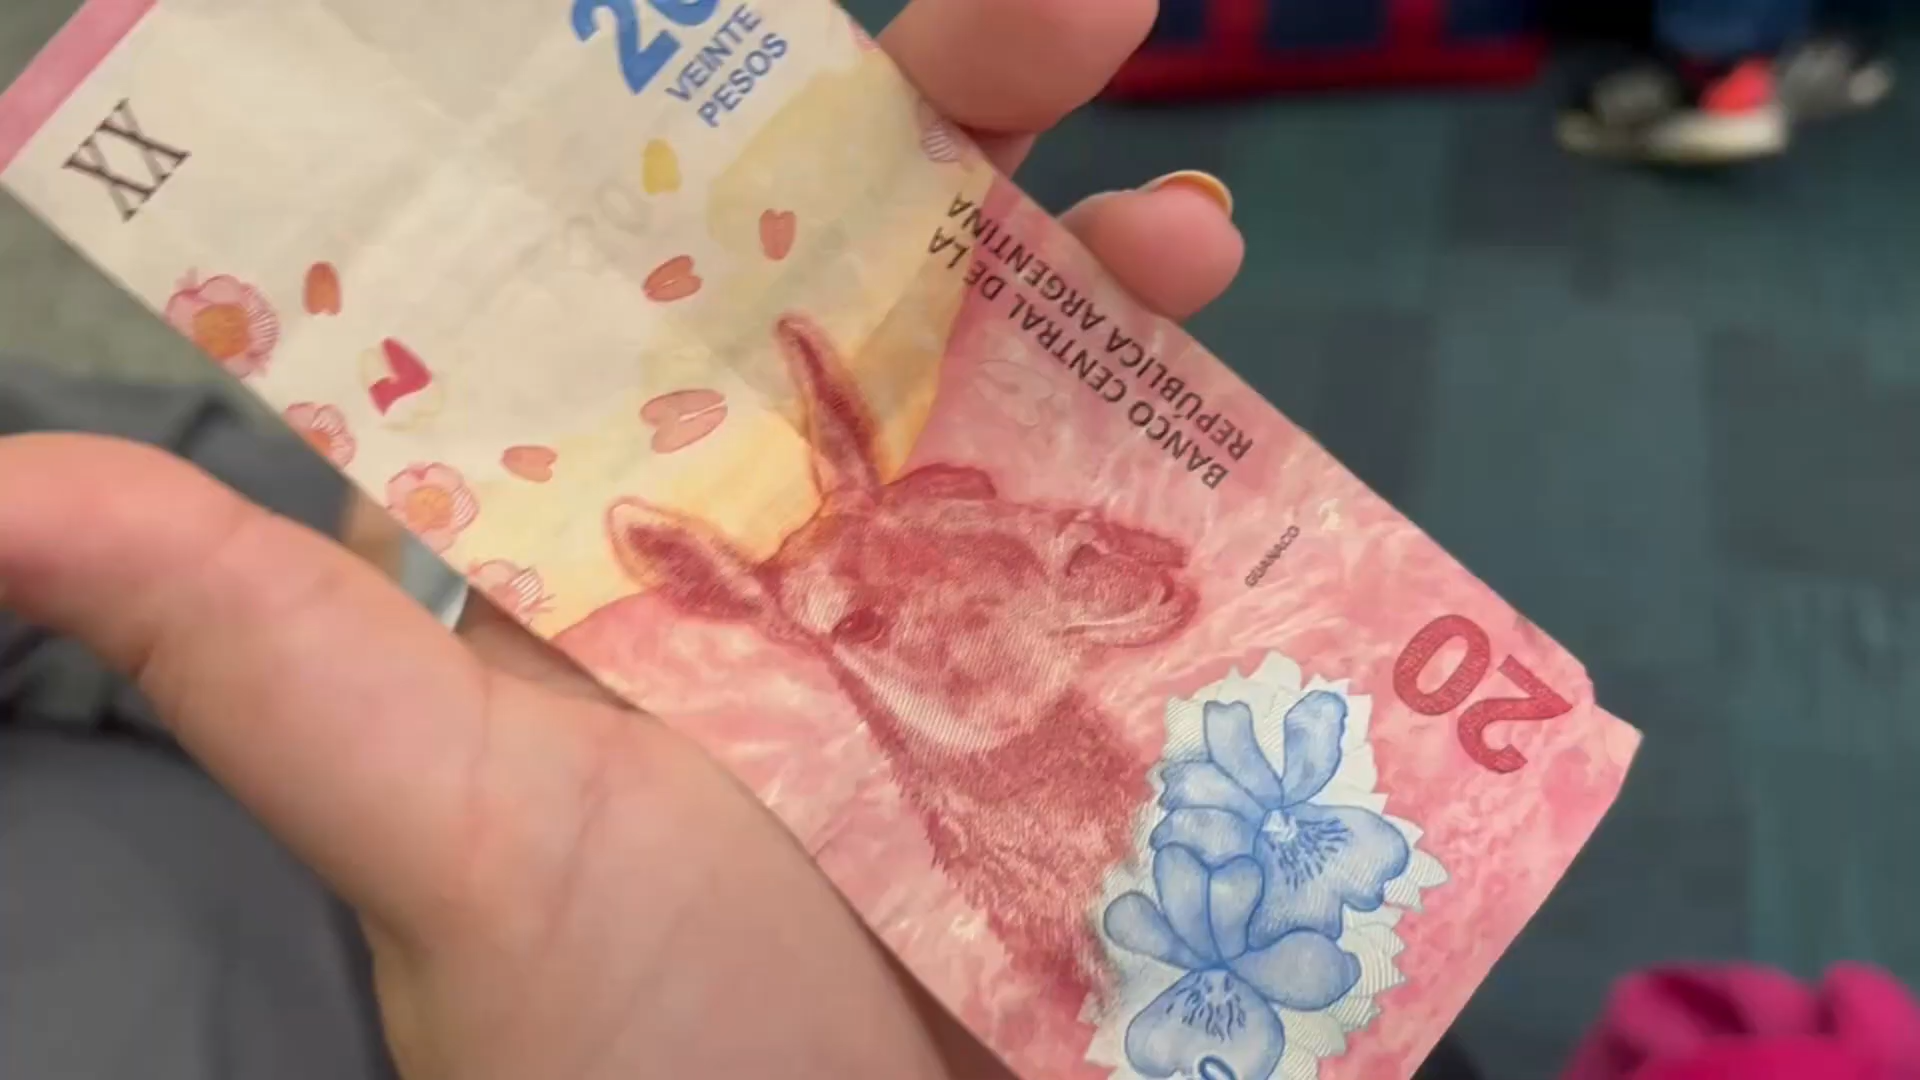 20
VEINTE
PESOS
XX
BANCO CENTRAL DE LA
REPÚBLICA ARGENTINA
GUANACO
20